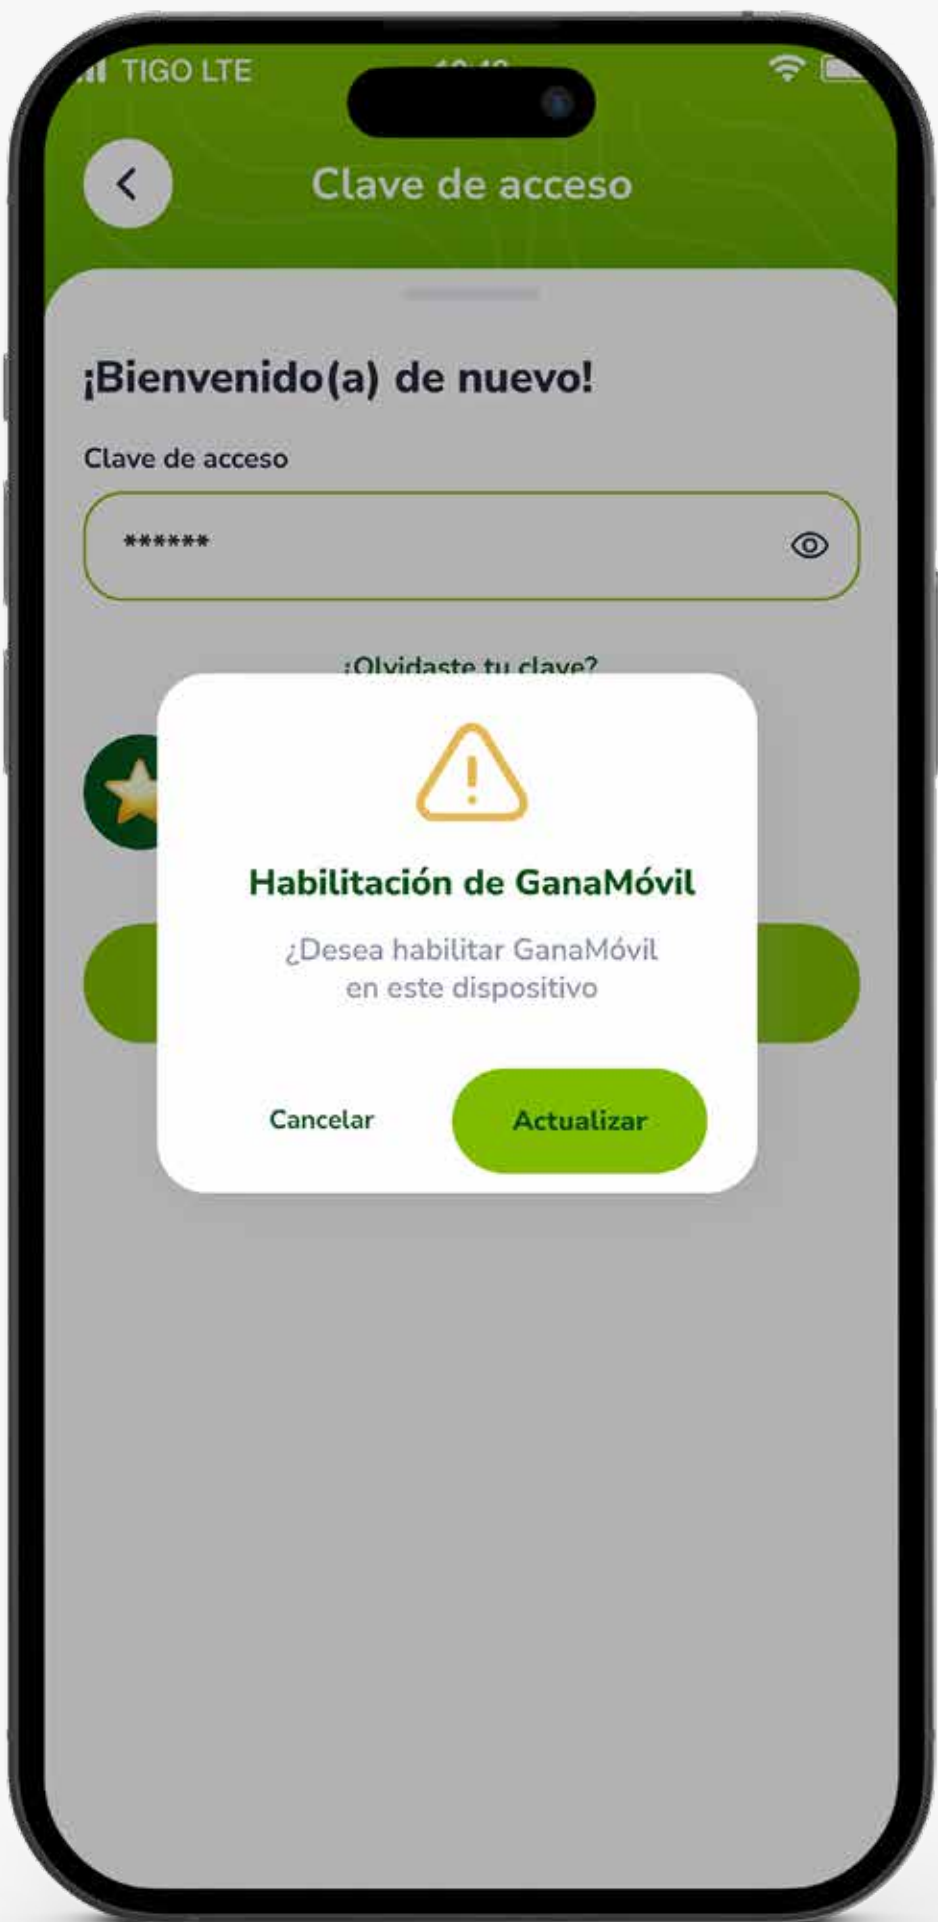 TIGO LTE
Clave de acceso
¡Bienvenido(a) de nuevo!
Clave de acceso
******
¿Olvidaste tu clave?
Habilitación de GanaMóvil
¿Desea habilitar GanaMóvil
en este dispositivo
Cancelar
Actualizar